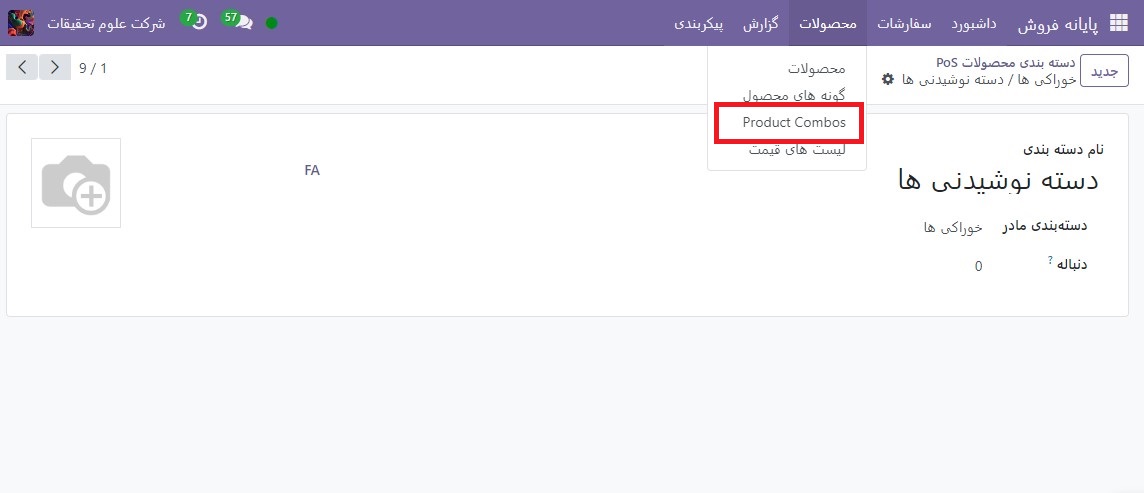 پایانه فروش
داشبورد
سفارشات
محصولات
گزارش
پیکربندی
57
7
شرکت علوم تحقیقات
جدید
دسته بندی محصولات PoS
خوراکی ها / دسته نوشیدنی ها
9 / 1
محصولات
گونه های محصول
Product Combos
لیست های قیمت
نام دسته بندی
دسته نوشیدنی ها
FA
دسته‌بندی مادر
خوراکی ها
دنباله ?
0